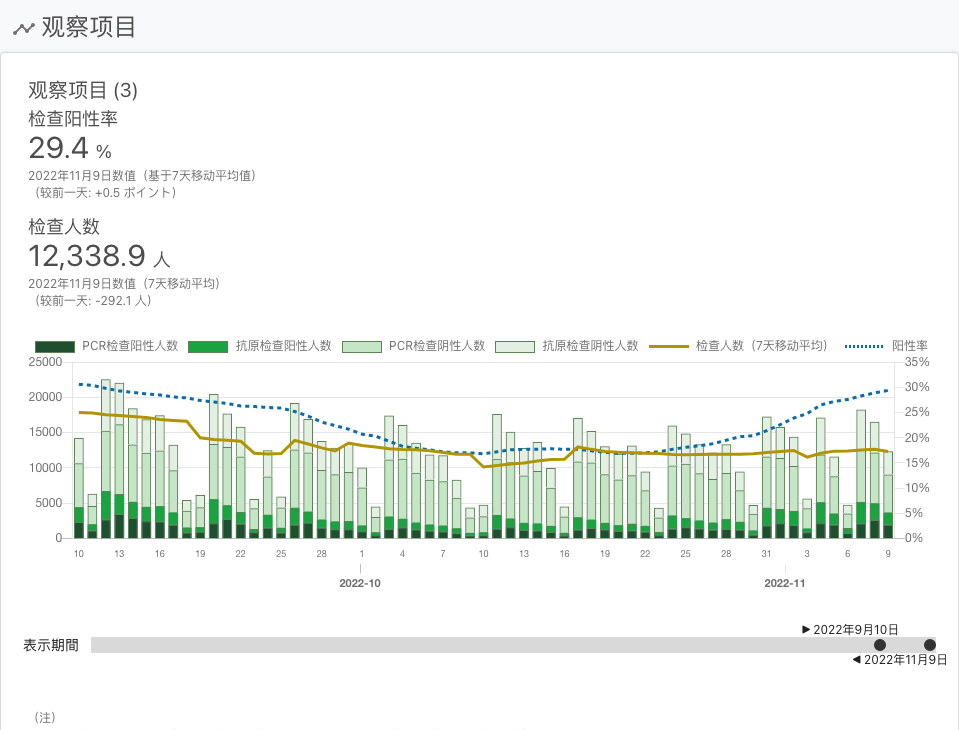 观察项目
观察项目 (3)
检查阳性率
29.4 %
2022年11月9日数值（基于7天移动平均值）
（较前一天: +0.5 ポイント）
检查人数
12,338.9 人
2022年11月9日数值（7天移动平均）
（较前一天: -292.1 人）
PCR检查阳性人数 抗原检查阳性人数 PCR检查阴性人数 抗原检查阴性人数 检查人数（7天移动平均） 阳性率
25000 35%
20000 30%
15000 25%
10000 20%
5000 15%
0 10%
5%
0%
10 13 16 19 22 25 28 1 4 7 10 13 16 19 22 25 28 31 3 6 9
2022-10 2022-11
▶ 2022年9月10日
表示期間
◀ 2022年11月9日
（注）